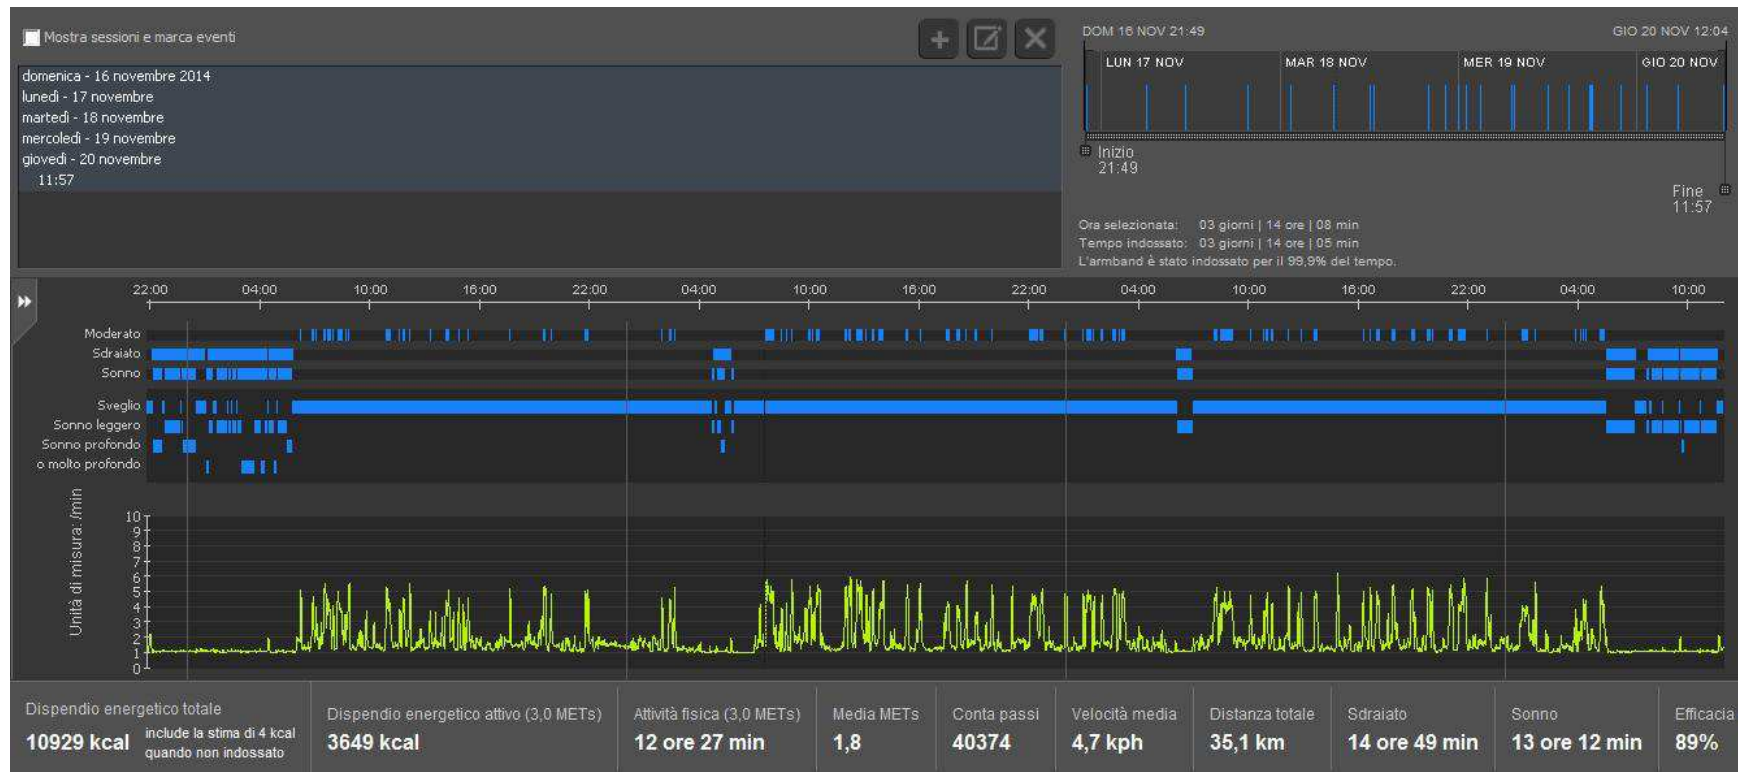 Mostra sessioni e marca eventi
domenica - 16 novembre 2014
lunedì - 17 novembre
martedì - 18 novembre
mercoledì - 19 novembre
giovedì - 20 novembre
11:57
DOM 16 NOV 21:49
GIO 20 NOV 12:04
LUN 17 NOV
MAR 18 NOV
MER 19 NOV
GIO 20 NOV
Inizio
21:49
Fine
11:57
Ora selezionata: 03 giorni | 14 ore | 08 min
Tempo indossato: 03 giorni | 14 ore | 05 min
L'armband è stato indossato per il 99,9% del tempo.
22:00 04:00 10:00 16:00 22:00 04:00 10:00 16:00 22:00 04:00 10:00 16:00 22:00 04:00 10:00
Moderato
Sdraiato
Sonno
Sveglio
Sonno leggero
Sonno profondo
o molto profondo
Unità di misura: /min
10
9
8
7
6
5
4
3
2
1
0
Dispendio energetico totale
10929 kcal
include la stima di 4 kcal
quando non indossato
Dispendio energetico attivo (3,0 METs)
3649 kcal
Attività fisica (3,0 METs)
12 ore 27 min
Media METs
1,8
Conta passi
40374
Velocità media
4,7 kph
Distanza totale
35,1 km
Sdraiato
14 ore 49 min
Sonno
13 ore 12 min
Efficacia
89%